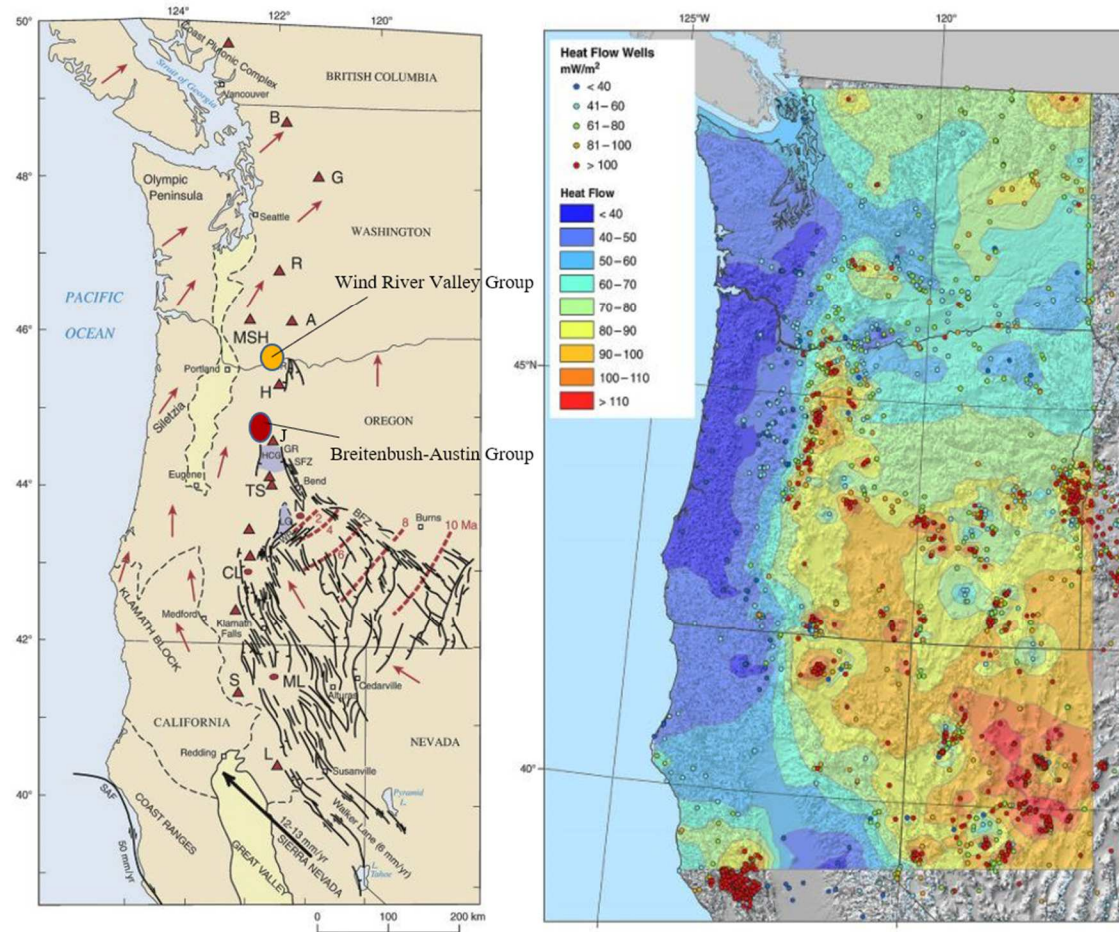 124°
122°
120°
50°
48°
46°
44°
42°
40°
Coast Plutonic Complex
Strait of Georgia
Vancouver
BRITISH COLUMBIA
B
G
Olympic
Peninsula
Seattle
WASHINGTON
R
Wind River Valley Group
PACIFIC
OCEAN
MSH
A
Portland
H
Siletzia
OREGON
J
HCG
GR
SFZ
Breitenbush-Austin Group
Eugene
TS
Bend
N
LG
BFZ
2
4
6
8
10 Ma
Burns
CL
KLAMATH BLOCK
Medford
Klamath
Falls
S
ML
Alturas
Cedarville
CALIFORNIA
NEVADA
Redding
L
Susanville
Pyramid
L.
SAF
COAST RANGES
50 mm/yr
GREAT VALLEY
12-13 mm/yr
SIERRA NEVADA
Walker Lane (6 mm/yr)
L.
Tahoe
0 100 200 km
125°W
120°
45°N
40°
Heat Flow Wells
mW/m²
< 40
41–60
61–80
81–100
> 100
Heat Flow
< 40
40–50
50–60
60–70
70–80
80–90
90–100
100–110
> 110